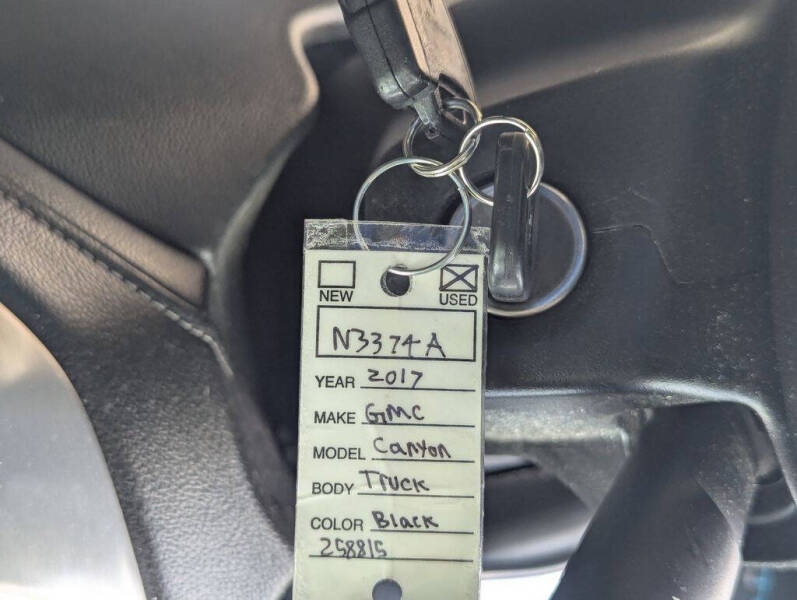 NEW USED
N3374A
YEAR 2017
MAKE GMC
MODEL Canyon
BODY Truck
COLOR Black
258815